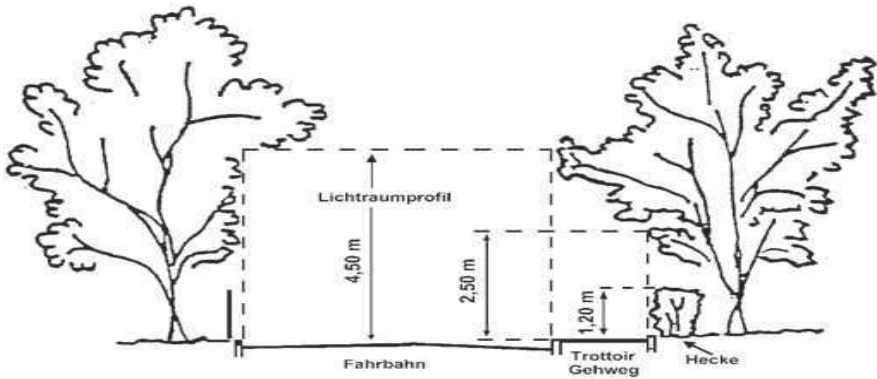 Lichtraumprofil
4,50 m
2,50 m
1,20 m
Fahrbahn
Trottoir
Gehweg
Hecke